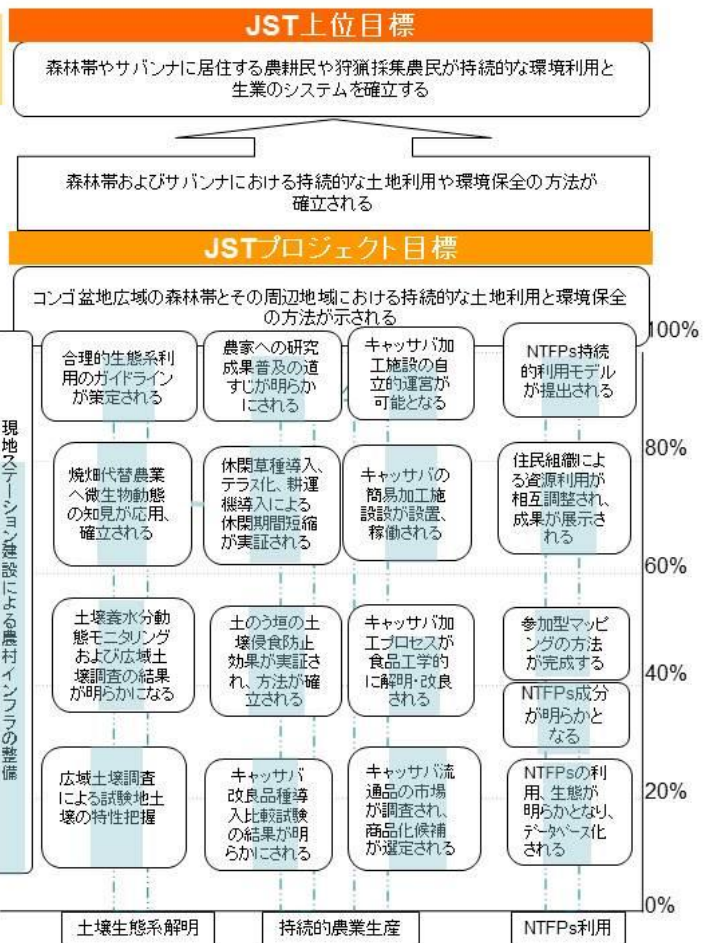 JST上位目標
森林帯やサバンナに居住する農耕民や狩猟採集農民が持続的な環境利用と
生業のシステムを確立する
森林帯およびサバンナにおける持続的な土地利用や環境保全の方法が
確立される
JSTプロジェクト目標
コンゴ盆地広域の森林帯とその周辺地域における持続的な土地利用と環境保全
の方法が示される
100%
合理的生態系利
用のガイドライン
が策定される
農家への研究
成果普及の道
すじが明らか
にされる
キャッサバ加
工施設の自
立的運営が
可能となる
NTFPs持続
的利用モデル
が提出される
現地ステーション建設による農村インフラの整備
80%
焼畑代替農業
へ微生物動態
の知見が応用、
確立される
休閑草種導入、
テラス化、耕運
機導入による
休閑期間短縮
が実証される
キャッサバの
簡易加工施
設設が設置、
稼働される
住民組織によ
る資源利用が
相互調整され、
成果が展示さ
れる
60%
土壌養水分動
態モニタリング
および広域土
壌調査の結果
が明らかになる
土のう垣の土
壌侵食防止
効果が実証さ
れ、方法が確
立される
キャッサバ加
工プロセスが
食品工学的
に解明・改良
される
参加型マッピ
ングの方法
が完成する
40%
NTFPs成分
が明らかと
なる
広域土壌調査
による試験地土
壌の特性把握
キャッサバ
改良品種導
入比較試験
の結果が明
らかにされる
キャッサバ流
通品の市場
が調査され、
商品化候補
が選定される
NTFPsの利
用、生態が
明らかとなり、
データベース化
される
20%
0%
土壌生態系解明
持続的農業生産
NTFPs利用